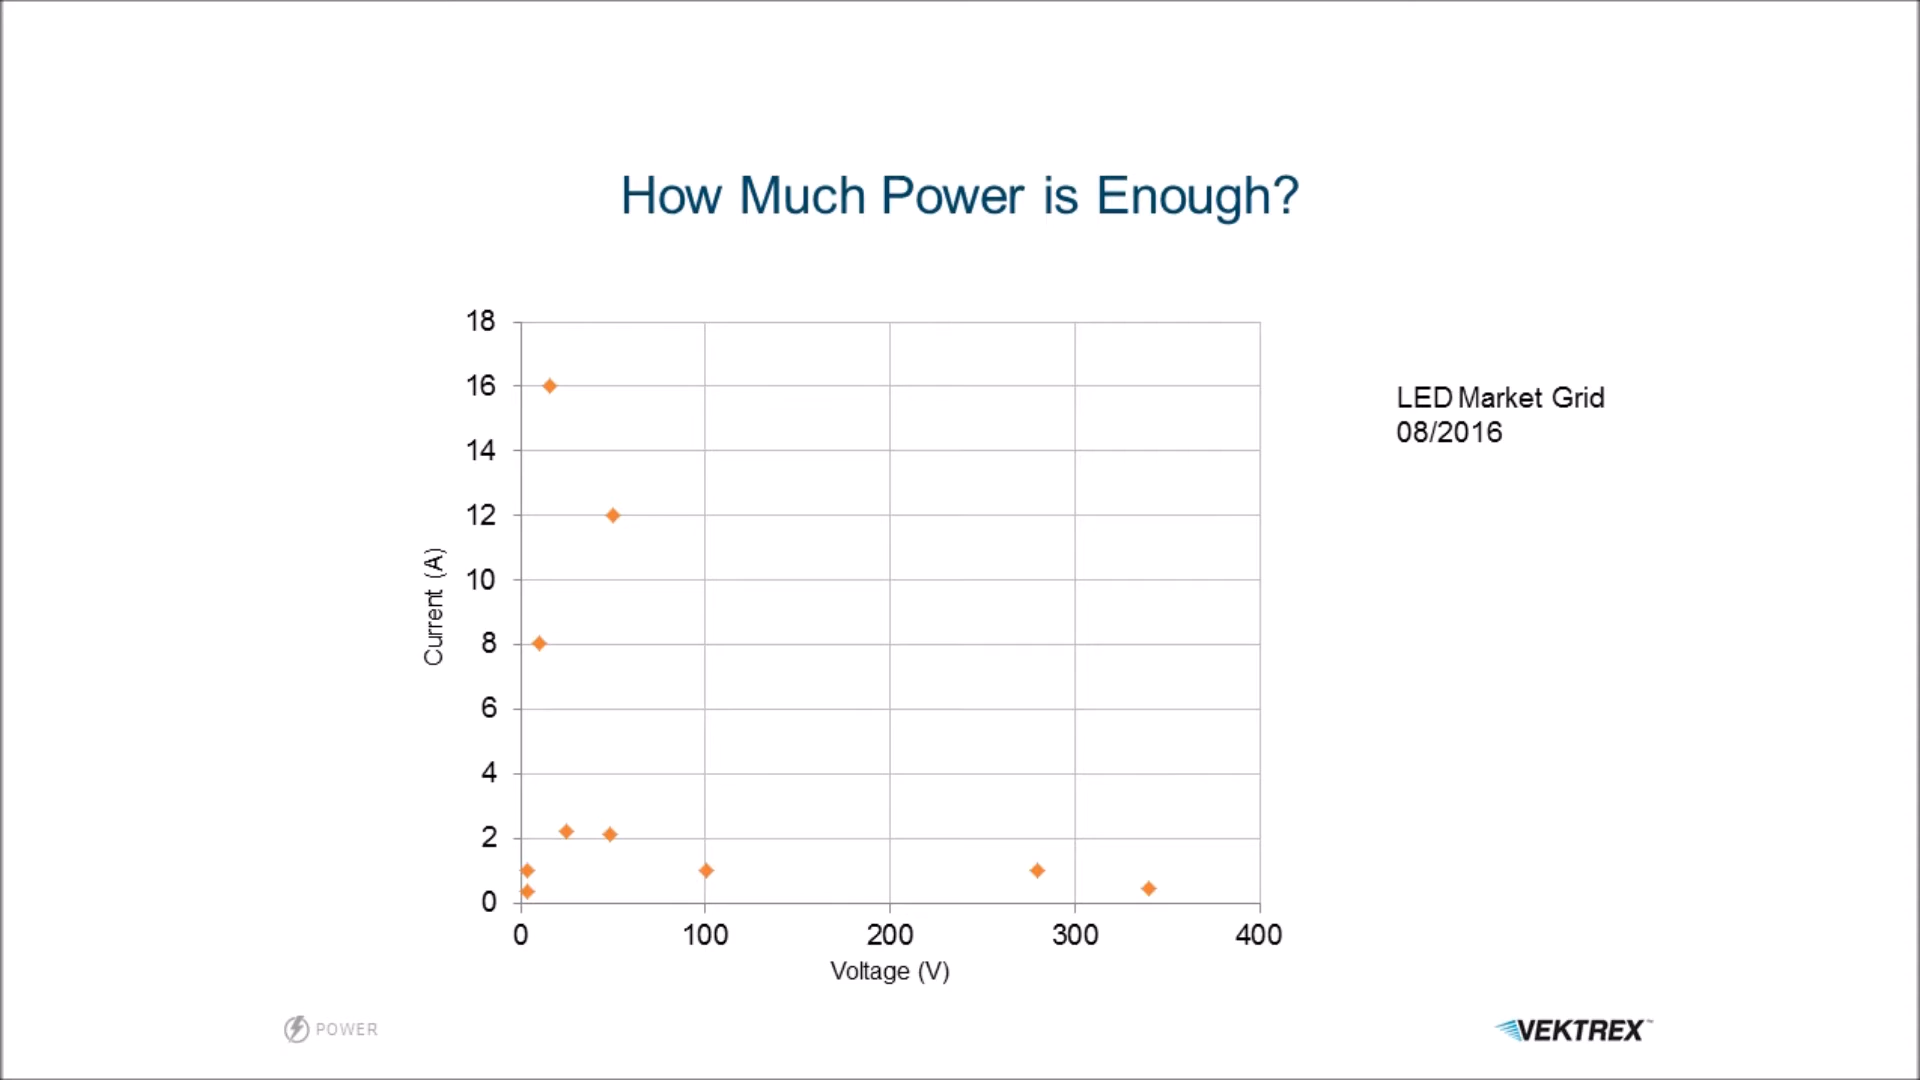 How Much Power is Enough?
18
16
14
12
10
8
6
4
2
0
Current (A)
0 100 200 300 400
Voltage (V)
LED Market Grid
08/2016
POWER
VEKTREX™